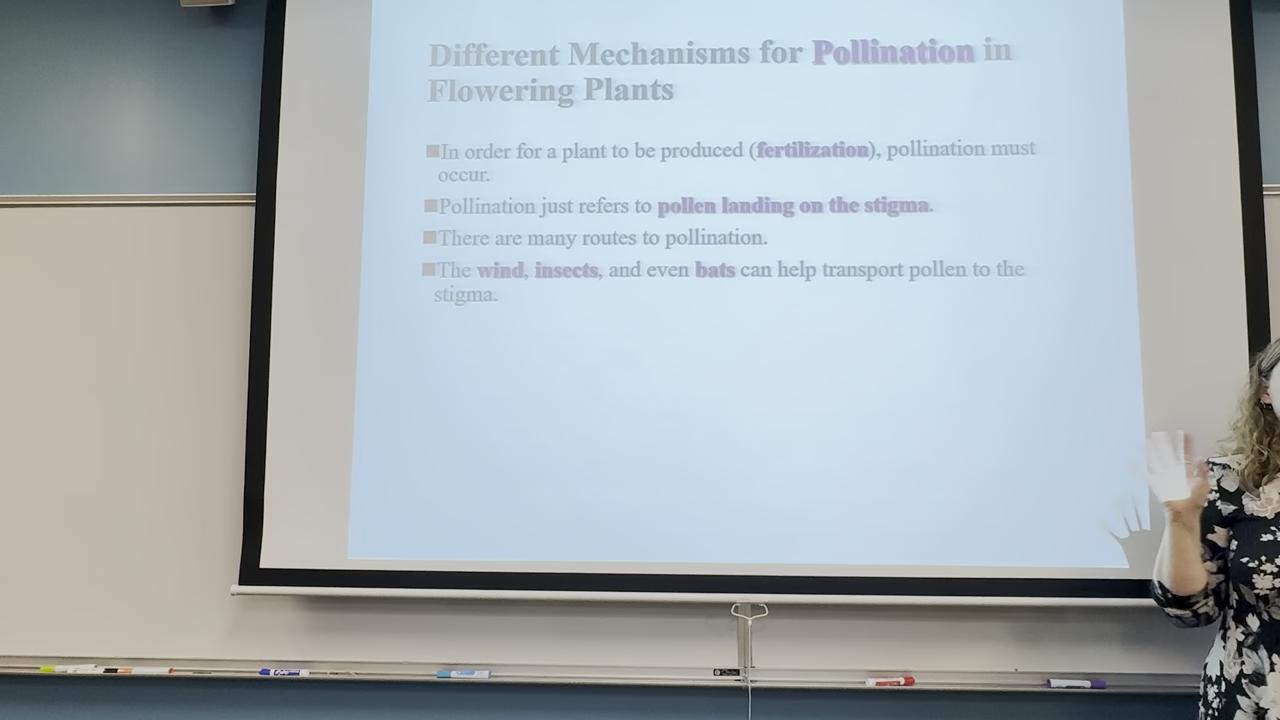 Different Mechanisms for Pollination in
Flowering Plants
In order for a plant to be produced (fertilization), pollination must
occur.
Pollination just refers to pollen landing on the stigma.
There are many routes to pollination.
The wind, insects, and even bats can help transport pollen to the
stigma.